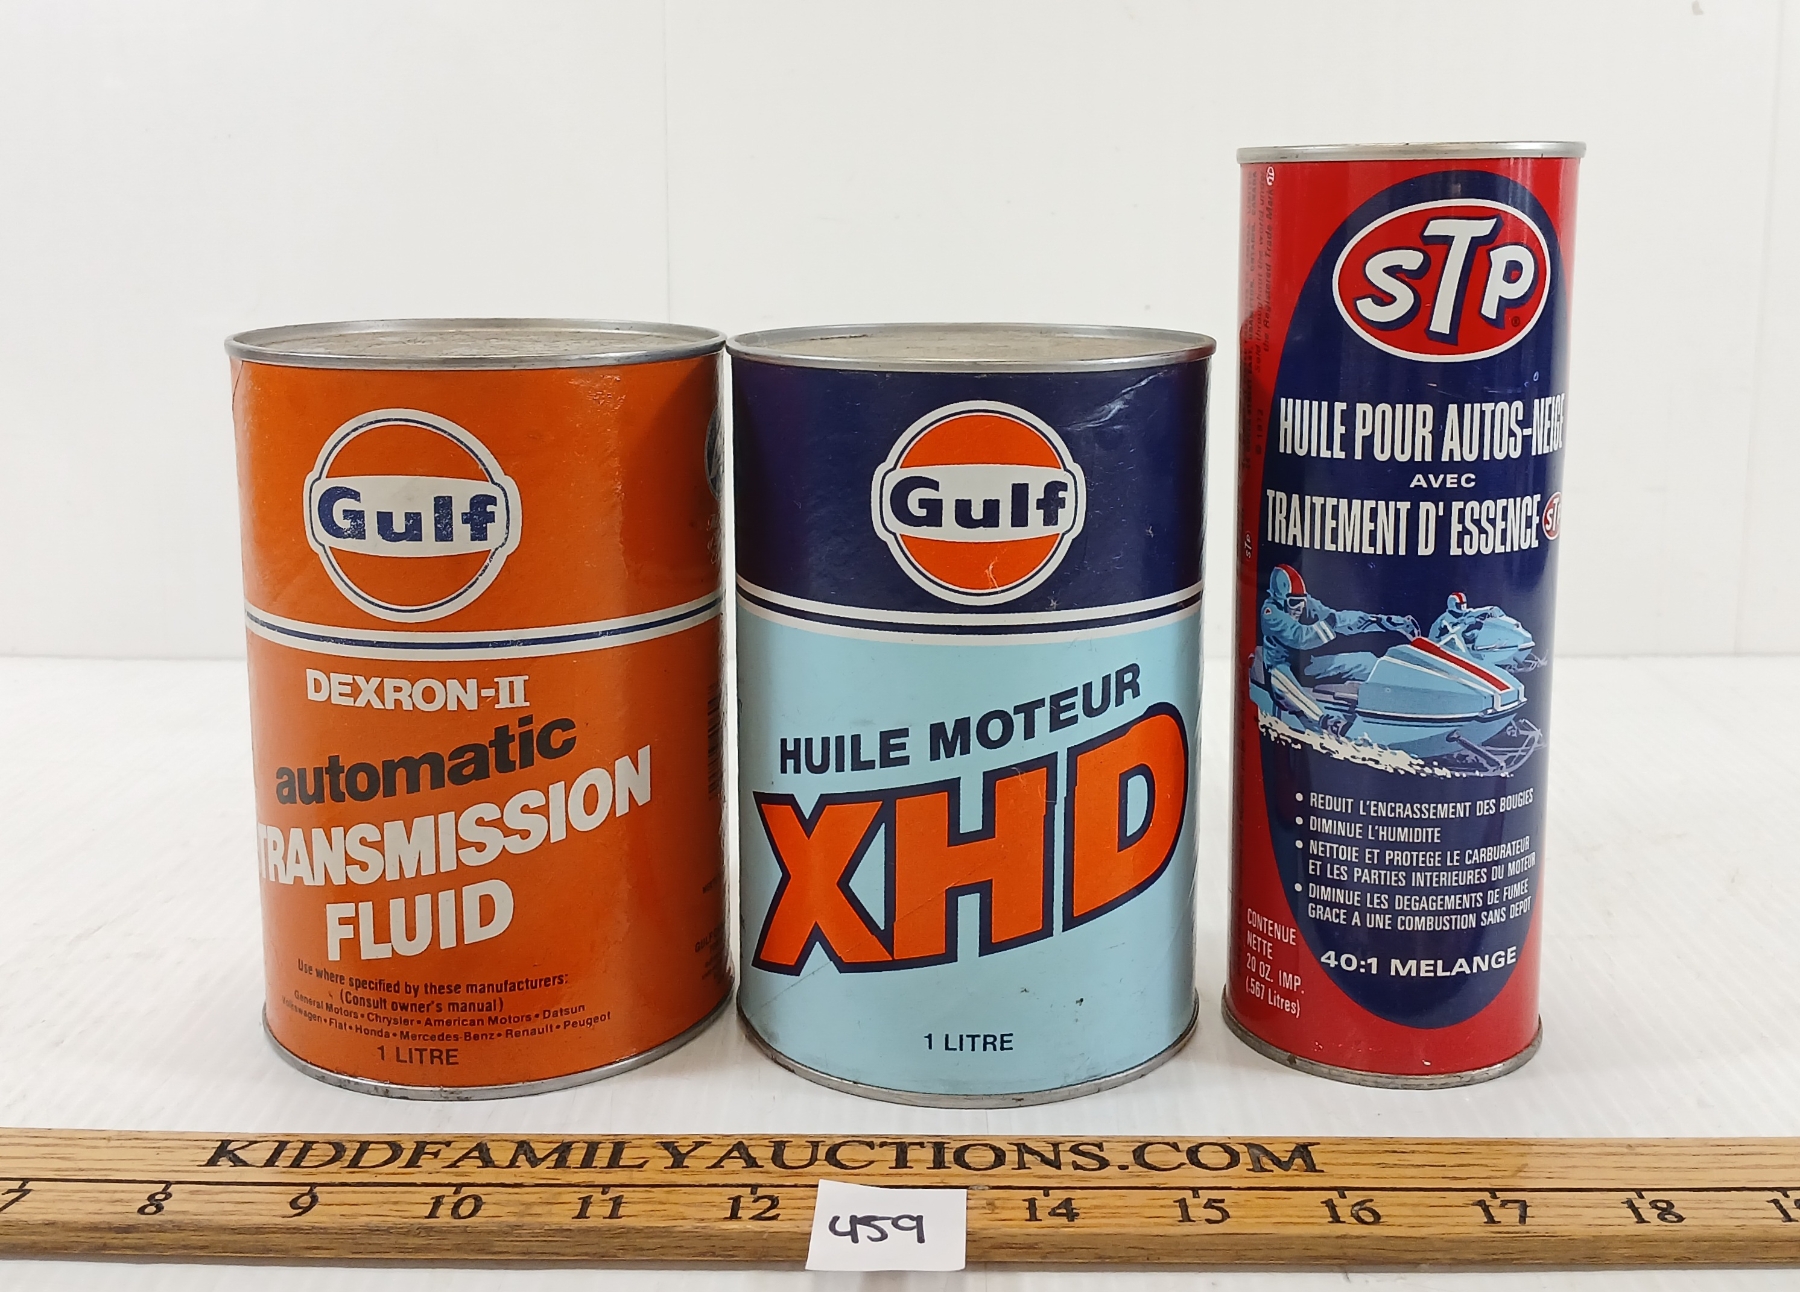 Gulf
DEXRON-II
automatic
TRANSMISSION
FLUID
Use where specified by these manufacturers:
(Consult owner's manual)
General Motors • Chrysler • American Motors • Datsun
Volkswagen • Fiat • Honda • Mercedes-Benz • Renault • Peugeot
1 LITRE
Gulf
HUILE MOTEUR
XHD
1 LITRE
STP
HUILE POUR AUTOS-NEIGE
AVEC
TRAITEMENT D'ESSENCE STP
• REDUIT L'ENCRASSEMENT DES BOUGIES
• DIMINUE L'HUMIDITE
• NETTOIE ET PROTEGE LE CARBURATEUR
ET LES PARTIES INTERIEURES DU MOTEUR
• DIMINUE LES DEGAGEMENTS DE FUMEE
GRACE A UNE COMBUSTION SANS DEPOT
40:1 MELANGE
CONTENUE
NETTE
20 OZ. IMP.
(.567 Litres)
KIDDFAMILYAUCTIONS.COM
7 8 9 10 11 12 14 15 16 17 18
459